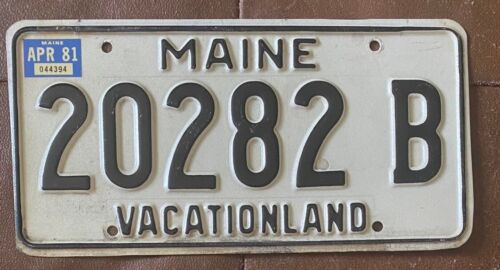 MAINE
APR 81
044394
MAINE
20282 B
VACATIONLAND